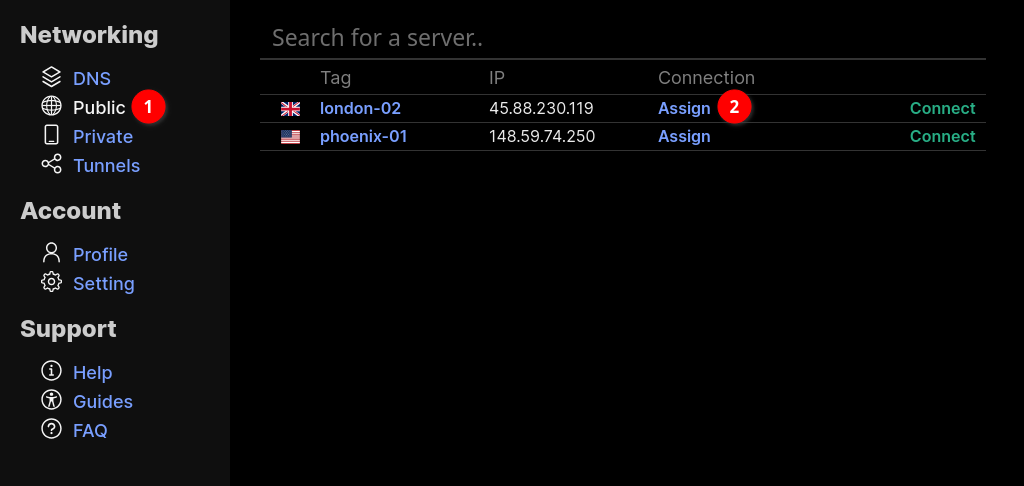 Networking
DNS
Public 1
Private
Tunnels
Account
Profile
Setting
Support
Help
Guides
FAQ
Search for a server..
Tag IP Connection
london-02 45.88.230.119 Assign 2 Connect
phoenix-01 148.59.74.250 Assign Connect